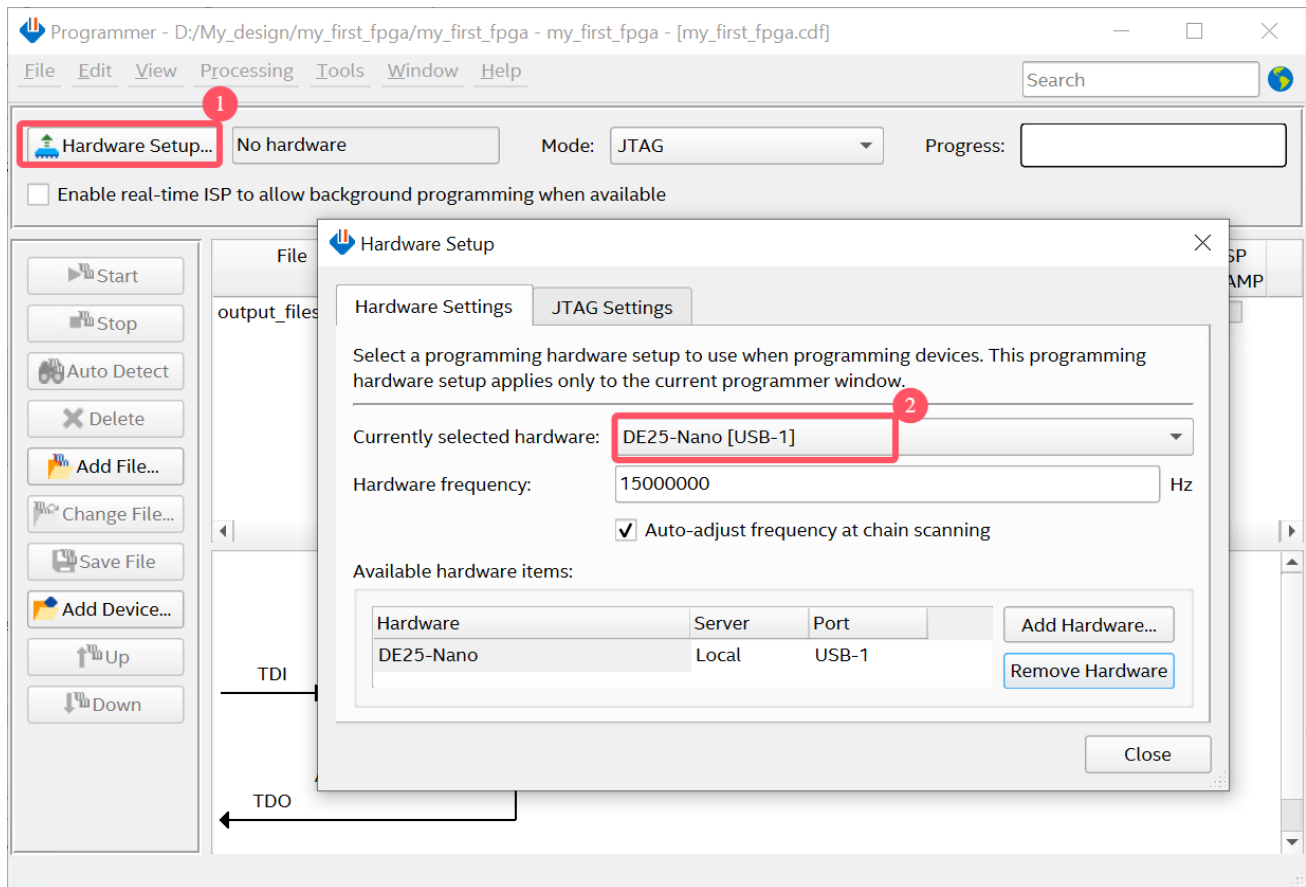 Programmer - D:/My_design/my_first_fpga/my_first_fpga - my_first_fpga - [my_first_fpga.cdf]
File Edit View Processing Tools Window Help
Search
1
Hardware Setup... No hardware Mode: JTAG Progress:
Enable real-time ISP to allow background programming when available
Start
Stop
Auto Detect
Delete
Add File...
Change File...
Save File
Add Device...
Up
Down
File
SP
AMP
output_files
TDI
TDO
Hardware Setup
Hardware Settings JTAG Settings
Select a programming hardware setup to use when programming devices. This programming
hardware setup applies only to the current programmer window.
2
Currently selected hardware: DE25-Nano [USB-1]
Hardware frequency: 15000000 Hz
Auto-adjust frequency at chain scanning
Available hardware items:
Hardware Server Port
DE25-Nano Local USB-1
Add Hardware...
Remove Hardware
Close